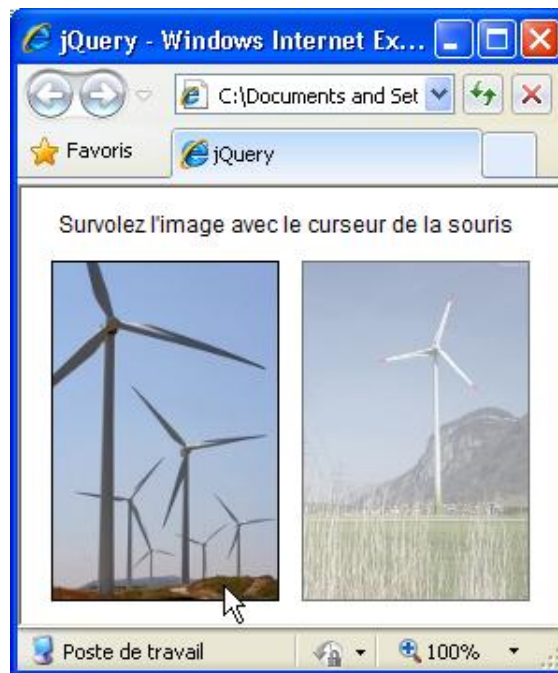 jQuery - Windows Internet Ex...
C:\Documents and Set
Favoris
jQuery
Survolez l'image avec le curseur de la souris
Poste de travail
100%